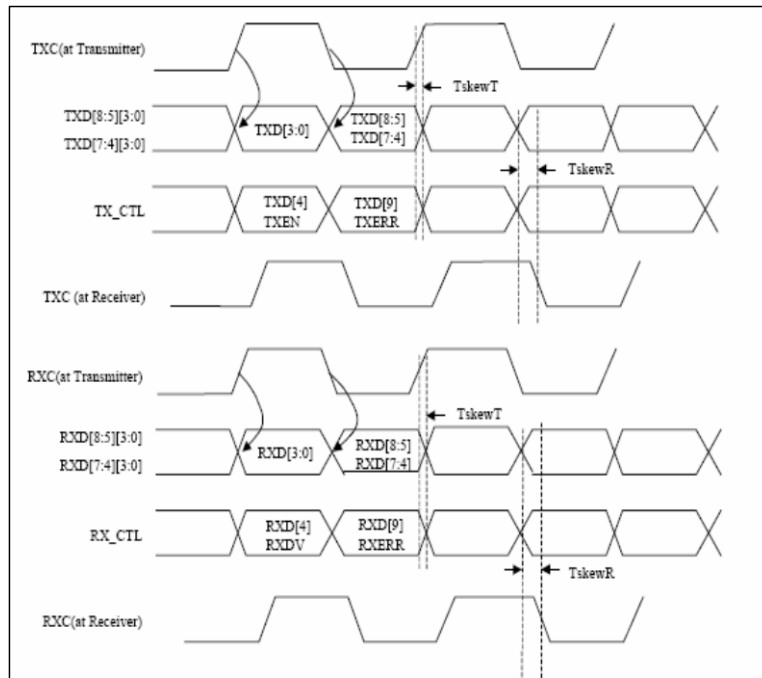 TXC(at Transmitter)
TskewT
TXD[8:5][3:0]
TXD[7:4][3:0]
TXD[3:0]
TXD[8:5]
TXD[7:4]
TskewR
TX_CTL
TXD[4]
TXEN
TXD[9]
TXERR
TXC (at Receiver)
RXC(at Transmitter)
TskewT
RXD[8:5][3:0]
RXD[7:4][3:0]
RXD[3:0]
RXD[8:5]
RXD[7:4]
RX_CTL
RXD[4]
RXDV
RXD[9]
RXERR
TskewR
RXC(at Receiver)